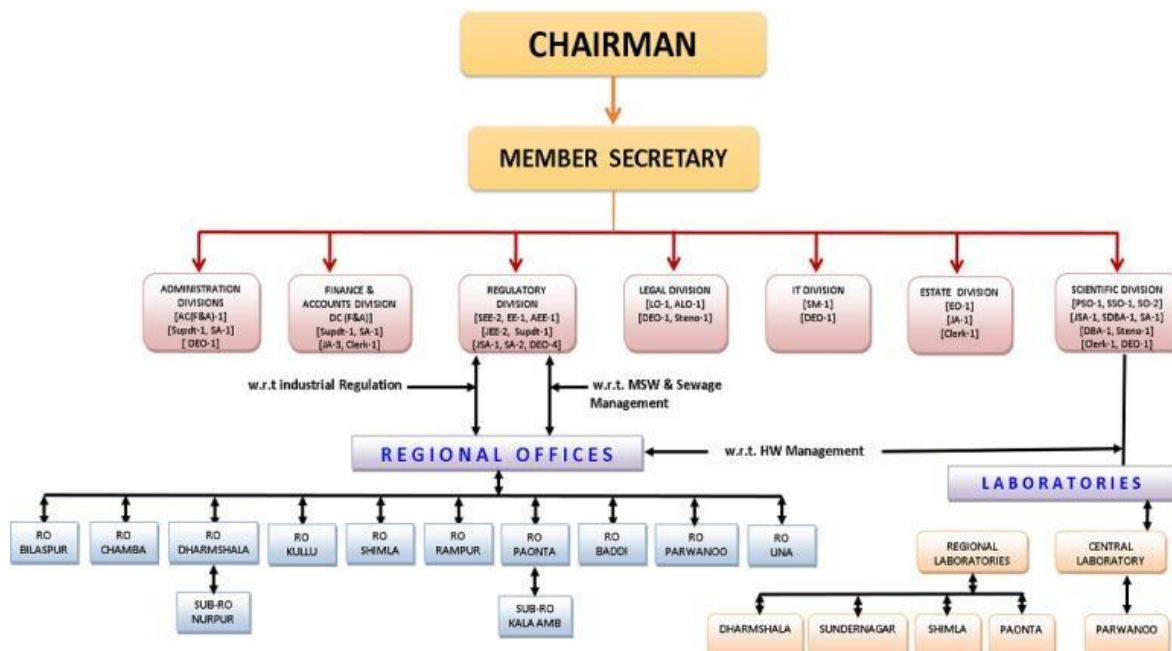 CHAIRMAN
MEMBER SECRETARY
ADMINISTRATION
DIVISIONS
[AC(F&A)-1]
[Supdt-1, SA-1]
[ DEO-1]
FINANCE &
ACCOUNTS DIVISION
DC (F&A)]
[Supdt-1, SA-1]
[JA-3, Clerk-1]
REGULATORY
DIVISION
[SEE-2, EE-1, AEE-1]
[JEE-2, Supdt-1]
[JSA-1, SA-2, DEO-4]
LEGAL DIVISION
[LO-1, ALO-1]
[DEO-1, Steno-1]
IT DIVISION
[SM-1]
[DEO-1]
ESTATE DIVISION
[EO-1]
[JA-1]
[Clerk-1]
SCIENTIFIC DIVISION
[PSO-1, SSO-1, SO-2]
[JSA-1, SDBA-1, SA-1]
[DBA-1, Steno-1]
[Clerk-1, DEO-1]
w.r.t industrial Regulation
w.r.t. MSW & Sewage
Management
REGIONAL OFFICES
w.r.t. HW Management
LABORATORIES
RO
BILASPUR
RO
CHAMBA
RO
DHARMSHALA
RO
KULLU
RO
SHIMLA
RO
RAMPUR
RO
PAONTA
RO
BADDI
RO
PARWANOO
RO
UNA
REGIONAL
LABORATORIES
CENTRAL
LABORATORY
SUB-RO
NURPUR
SUB-RO
KALA AMB
DHARMSHALA
SUNDERNAGAR
SHIMLA
PAONTA
PARWANOO